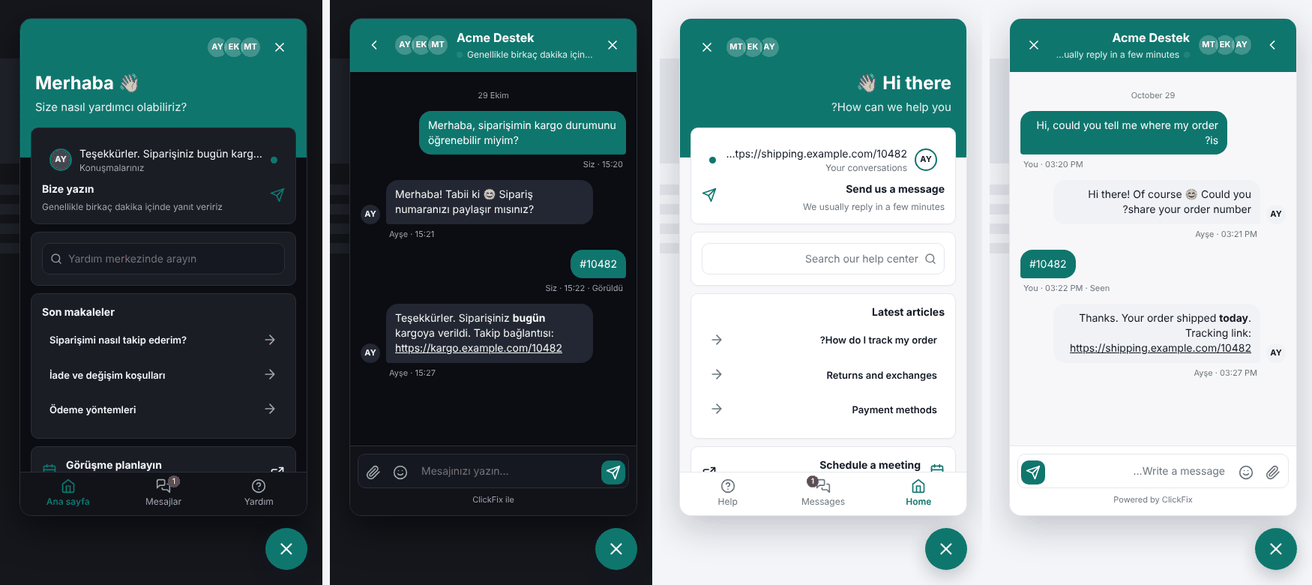 AY EK MT
Merhaba 👋🏻
Size nasıl yardımcı olabiliriz?
AY
Teşekkürler. Siparişiniz bugün karg...
Konuşmalarınız
Bize yazın
Genellikle birkaç dakika içinde yanıt veririz
Yardım merkezinde arayın
Son makaleler
Siparişimi nasıl takip ederim?
İade ve değişim koşulları
Ödeme yöntemleri
Görüşme planlayın
1
Ana sayfa
Mesajlar
Yardım
AY EK MT
Acme Destek
Genellikle birkaç dakika için...
29 Ekim
Merhaba, siparişimin kargo durumunu
öğrenebilir miyim?
Siz · 15:20
Merhaba! Tabii ki 😊 Sipariş
numaranızı paylaşır mısınız?
AY
Ayşe · 15:21
#10482
Siz · 15:22 · Görüldü
Teşekkürler. Siparişiniz bugün
kargoya verildi. Takip bağlantısı:
https://kargo.example.com/10482
AY
Ayşe · 15:27
Mesajınızı yazın...
ClickFix ile
MT EK AY
👋🏻 Hi there
?How can we help you
...tps://shipping.example.com/10482
AY
Your conversations
Send us a message
We usually reply in a few minutes
Search our help center
Latest articles
?How do I track my order
Returns and exchanges
Payment methods
Schedule a meeting
1
Help
Messages
Home
Acme Destek
MT EK AY
...ually reply in a few minutes
October 29
Hi, could you tell me where my order
?is
You · 03:20 PM
Hi there! Of course 😊 Could you
?share your order number
AY
Ayşe · 03:21 PM
#10482
You · 03:22 PM · Seen
Thanks. Your order shipped today.
Tracking link:
https://shipping.example.com/10482
AY
Ayşe · 03:27 PM
...Write a message
Powered by ClickFix